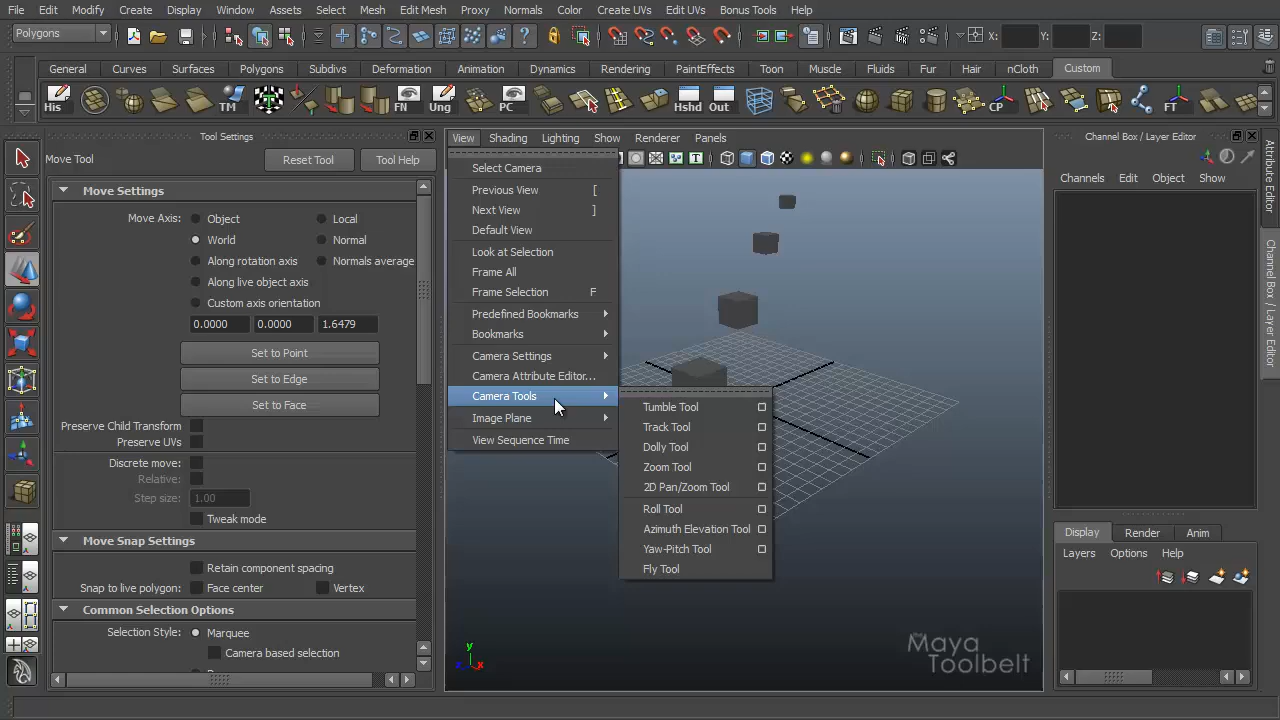 File Edit Modify Create Display Window Assets Select Mesh Edit Mesh Proxy Normals Color Create UVs Edit UVs Bonus Tools Help
Polygons X: Y: Z:
General Curves Surfaces Polygons Subdivs Deformation Animation Dynamics Rendering PaintEffects Toon Muscle Fluids Fur Hair nCloth Custom
His TM FN Ung PC Hshd Out CP FT
Tool Settings
Move Tool Reset Tool Tool Help
Move Settings
Move Axis: Object Local
World Normal
Along rotation axis Normals average
Along live object axis
Custom axis orientation
0.0000 0.0000 1.6479
Set to Point
Set to Edge
Set to Face
Preserve Child Transform
Preserve UVs
Discrete move:
Relative:
Step size: 1.00
Tweak mode
Move Snap Settings
Retain component spacing
Snap to live polygon: Face center Vertex
Common Selection Options
Selection Style: Marquee
Camera based selection
View Shading Lighting Show Renderer Panels
Select Camera
Previous View [
Next View ]
Default View
Look at Selection
Frame All
Frame Selection F
Predefined Bookmarks
Bookmarks
Camera Settings
Camera Attribute Editor...
Camera Tools
Image Plane
View Sequence Time
Tumble Tool
Track Tool
Dolly Tool
Zoom Tool
2D Pan/Zoom Tool
Roll Tool
Azimuth Elevation Tool
Yaw-Pitch Tool
Fly Tool
y
z x
Maya
Toolbelt
Channel Box / Layer Editor
Channels Edit Object Show
Display Render Anim
Layers Options Help
Attribute Editor
Channel Box / Layer Editor